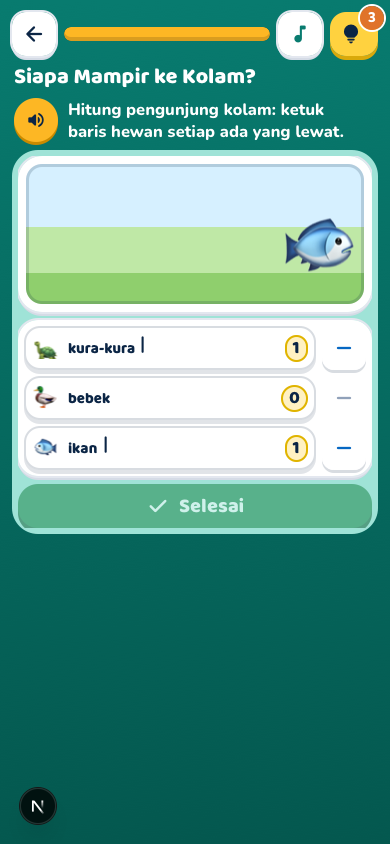 3
Siapa Mampir ke Kolam?
Hitung pengunjung kolam: ketuk
baris hewan setiap ada yang lewat.
kura-kura | 1
bebek 0
ikan | 1
Selesai
N